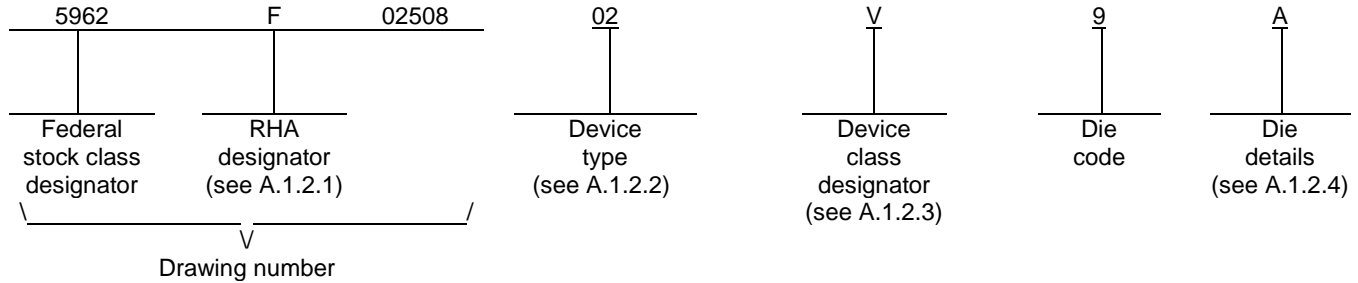 5962 F 02508 02 V 9 A
Federal RHA Device Device Die Die
stock class designator type class code details
designator (see A.1.2.1) (see A.1.2.2) designator (see A.1.2.4)
(see A.1.2.3)
\ /
\/
Drawing number